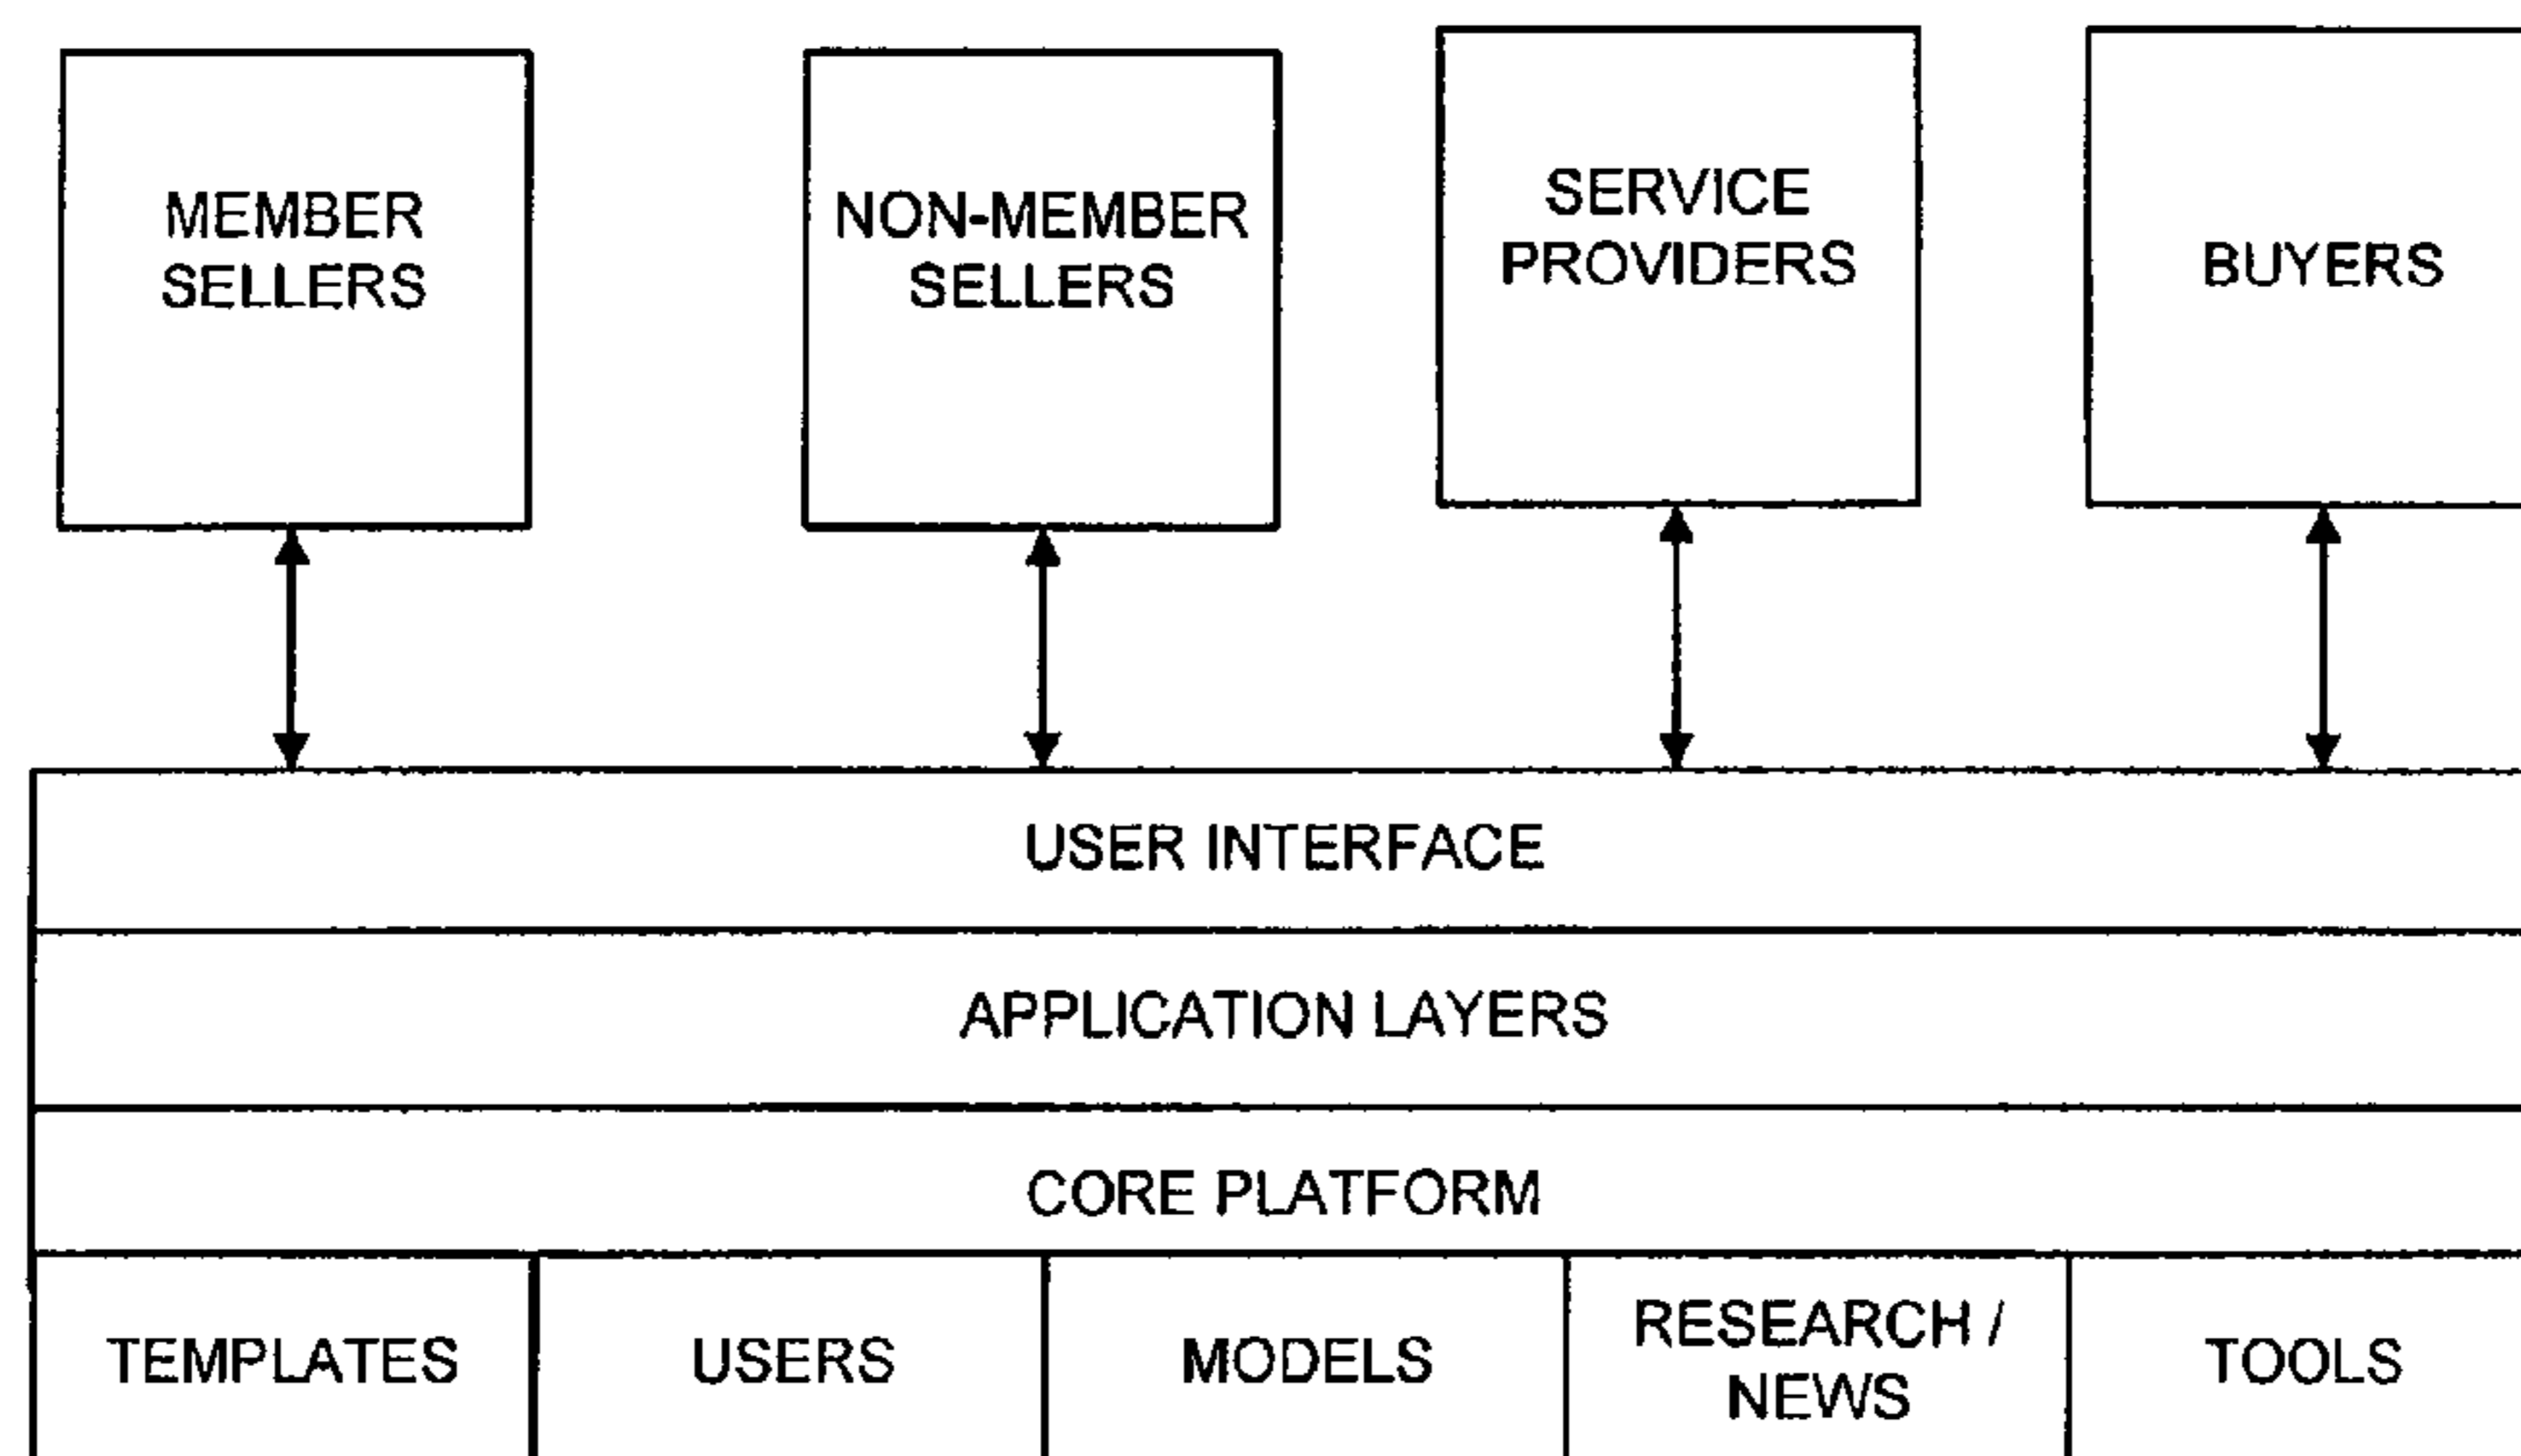 MEMBER
SELLERS
NON-MEMBER
SELLERS
SERVICE
PROVIDERS
BUYERS
USER INTERFACE
APPLICATION LAYERS
CORE PLATFORM
TEMPLATES
USERS
MODELS
RESEARCH /
NEWS
TOOLS